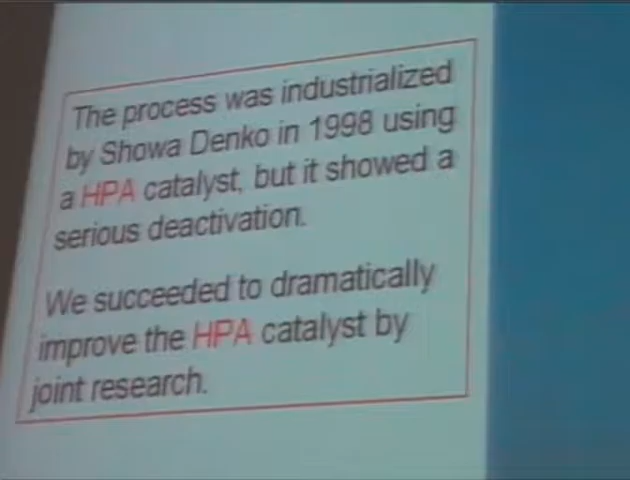 The process was industrialized
by Showa Denko in 1998 using
a HPA catalyst, but it showed a
serious deactivation.
We succeeded to dramatically
improve the HPA catalyst by
joint research.